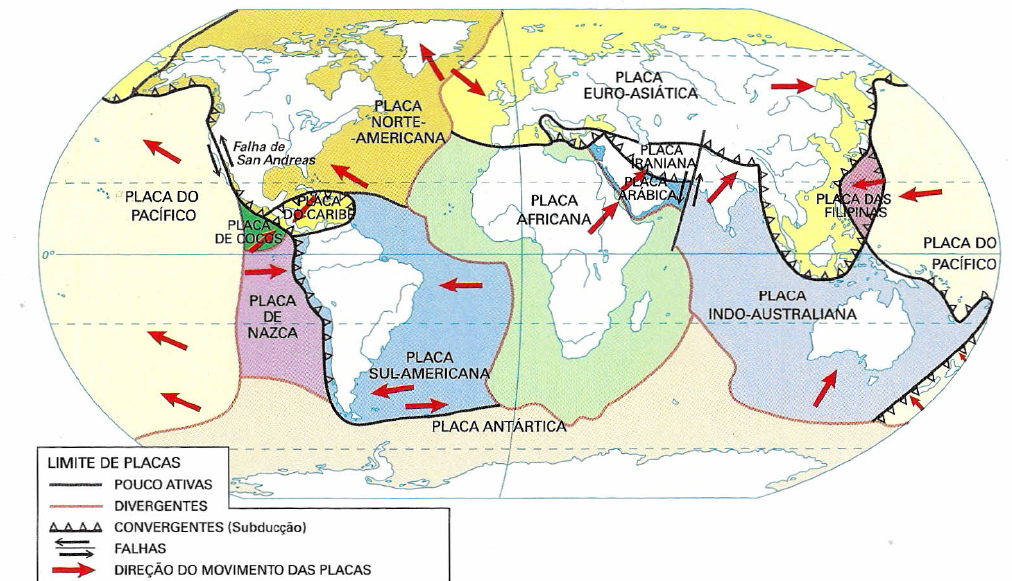 PLACA
EURO-ASIÁTICA
PLACA
NORTE-
-AMERICANA
Falha de
San Andreas
PLACA
IRANIANA
PLACA
ARÁBICA
PLACA DO
PACÍFICO
PLACA
DO CARIBE
PLACA
AFRICANA
PLACA DAS
FILIPINAS
PLACA
DE COCOS
PLACA DO
PACÍFICO
0°
PLACA
DE
NAZCA
PLACA
INDO-AUSTRALIANA
PLACA
SUL-AMERICANA
PLACA ANTÁRTICA
LIMITE DE PLACAS
POUCO ATIVAS
DIVERGENTES
CONVERGENTES (Subducção)
FALHAS
DIREÇÃO DO MOVIMENTO DAS PLACAS